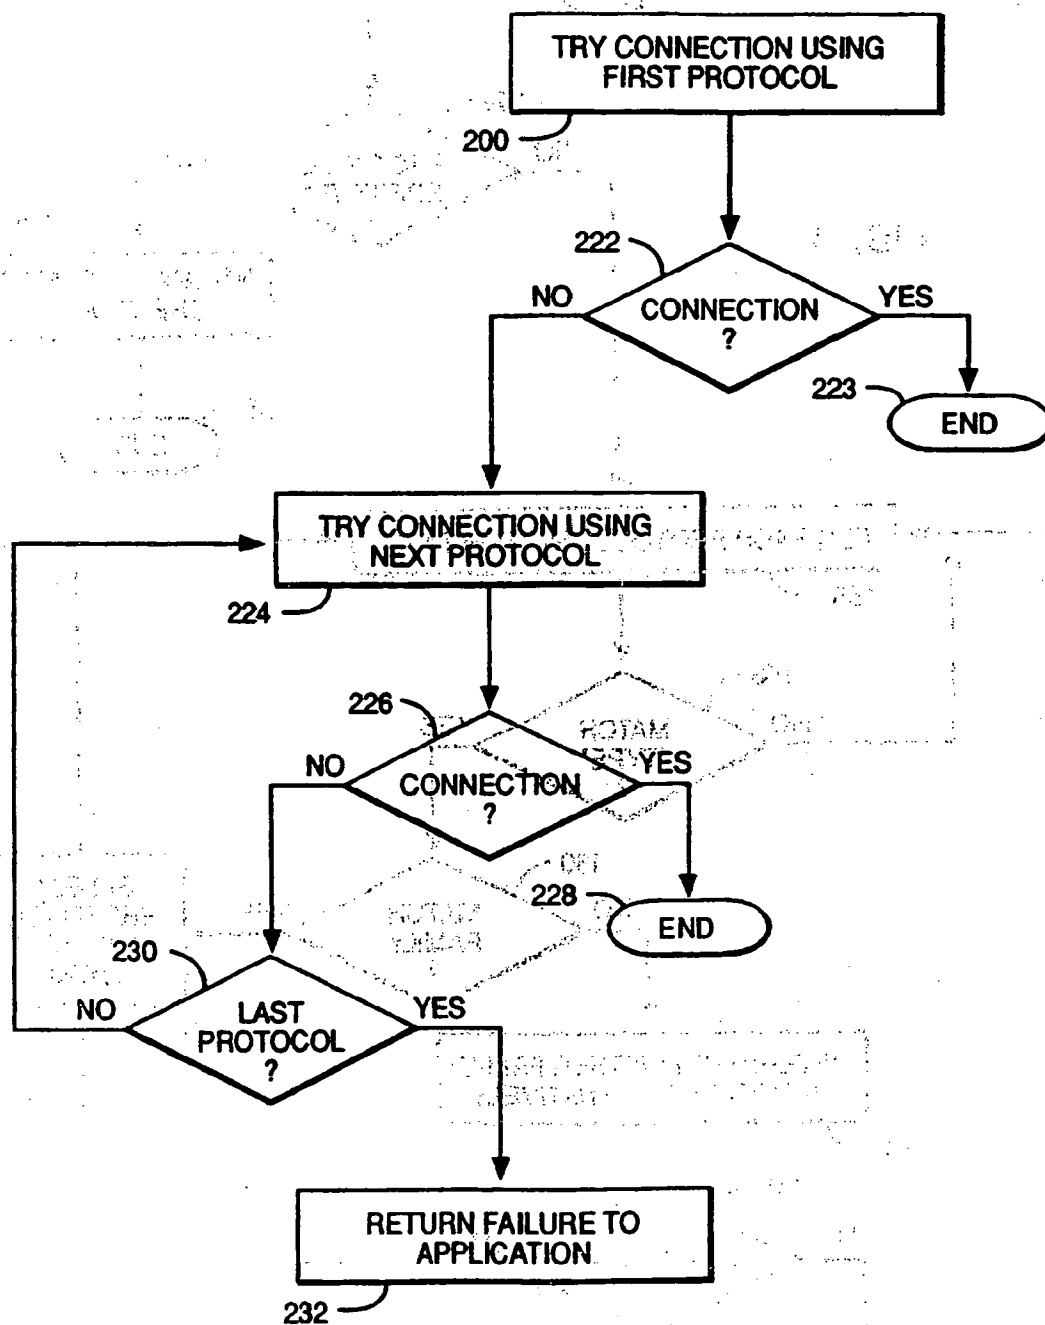 TRY CONNECTION USING
FIRST PROTOCOL
200
222
NO
CONNECTION
?
YES
223
END
TRY CONNECTION USING
NEXT PROTOCOL
224
226
NO
CONNECTION
?
YES
228
END
230
NO
LAST
PROTOCOL
?
YES
RETURN FAILURE TO
APPLICATION
232